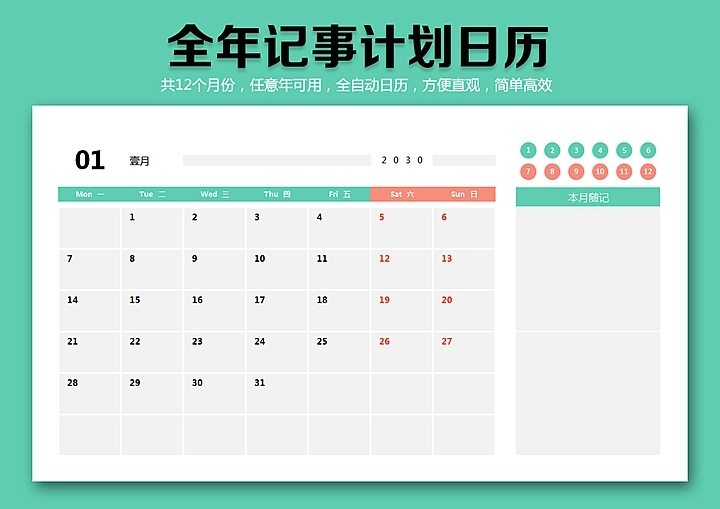 全年记事计划日历
共12个月份，任意年可用，全自动日历，方便直观，简单高效
01 壹月 2030
1 2 3 4 5 6
7 8 9 10 11 12
Mon 一 Tue 二 Wed 三 Thu 四 Fri 五 Sat 六 Sun 日
本月随记
1 2 3 4 5 6
7 8 9 10 11 12 13
14 15 16 17 18 19 20
21 22 23 24 25 26 27
28 29 30 31